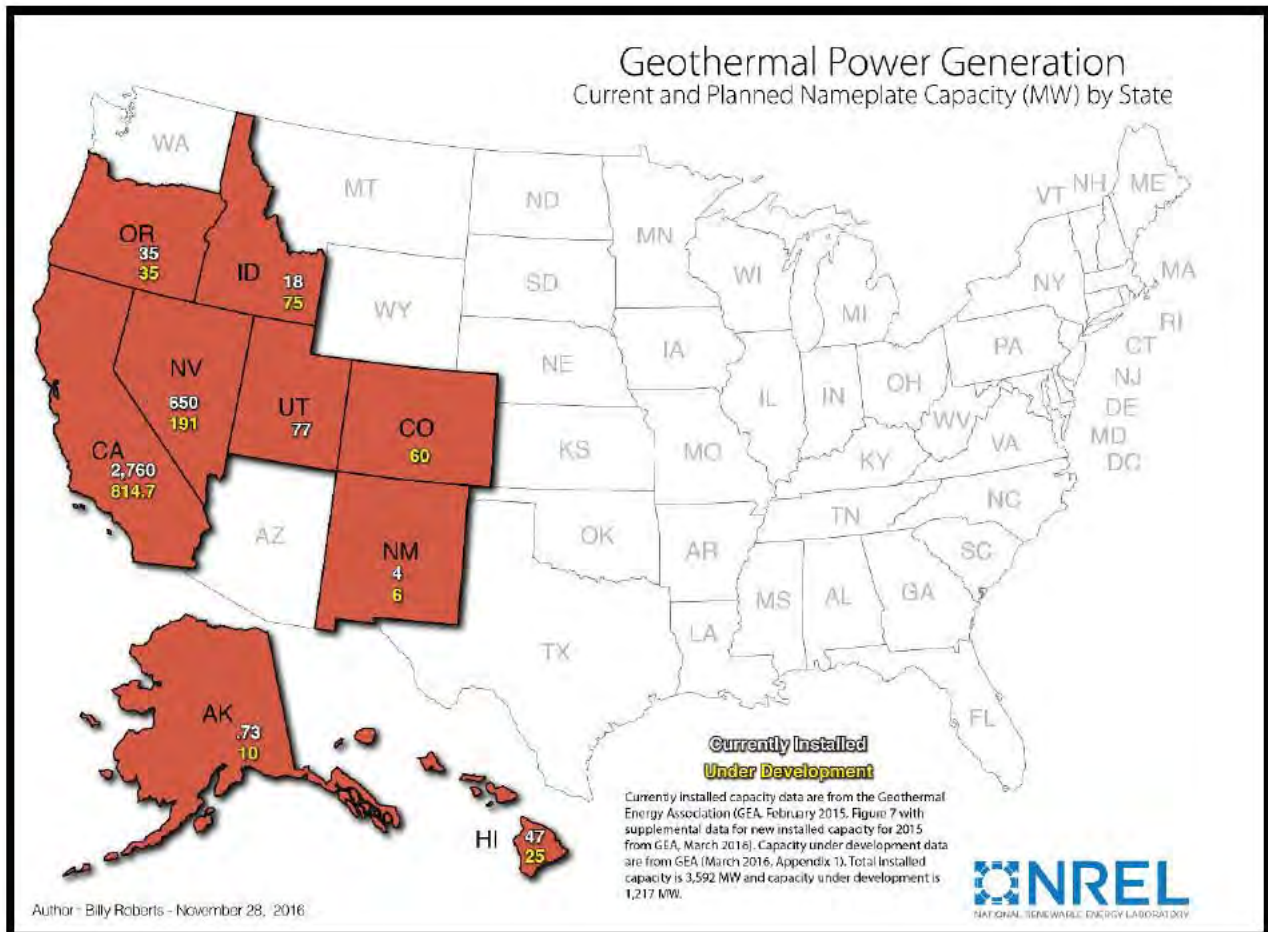 Geothermal Power Generation
Current and Planned Nameplate Capacity (MW) by State
WA
MT
ND
MN
VT
NH
ME
OR
35
35
ID
18
75
SD
WI
MI
NY
MA
RI
WY
IA
PA
CT
NE
NJ
NV
650
191
UT
77
CO
60
IL
IN
OH
DE
WV
VA
MD
DC
CA
2,760
814.7
KS
MO
KY
NC
TN
AZ
NM
4
6
OK
AR
SC
MS
AL
GA
TX
LA
FL
AK
.73
10
HI
47
25
Currently Installed
Under Development
Currently installed capacity data are from the Geothermal
Energy Association (GEA, February 2015, Figure 7 with
supplemental data for new installed capacity for 2015
from GEA, March 2016). Capacity under development data
are from GEA (March 2016, Appendix 1). Total installed
capacity is 3,592 MW and capacity under development is
1,217 MW.
NREL
NATIONAL RENEWABLE ENERGY LABORATORY
Author : Billy Roberts - November 28, 2016